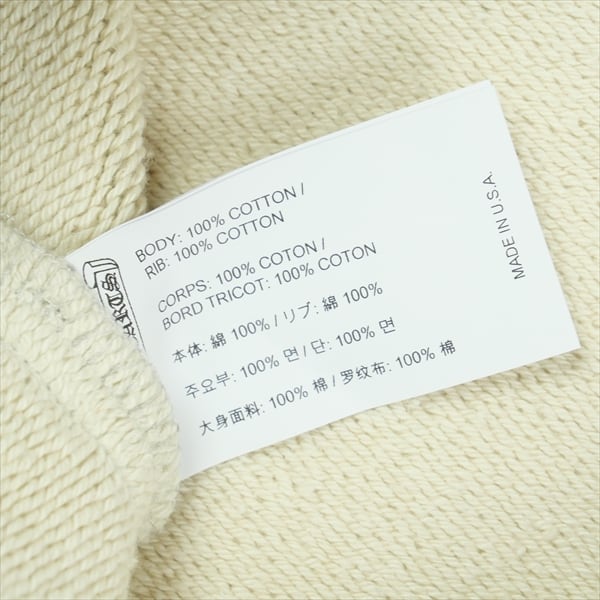 BODY: 100% COTTON /
RIB: 100% COTTON
CORPS: 100% COTON /
BORD TRICOT: 100% COTON
本体: 綿 100% / リブ: 綿 100%
주요부: 100% 면 / 단: 100% 면
大身面料: 100% 棉 / 罗纹布: 100% 棉
MADE IN U.S.A.